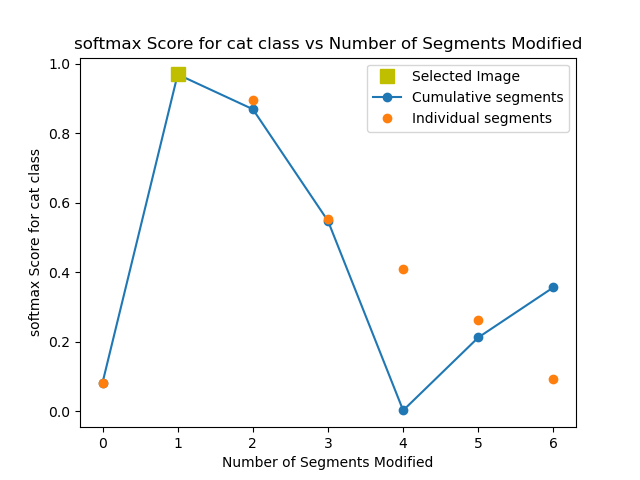 softmax Score for cat class vs Number of Segments Modified
Selected Image
Cumulative segments
Individual segments
softmax Score for cat class
1.0
0.8
0.6
0.4
0.2
0.0
0 1 2 3 4 5 6
Number of Segments Modified